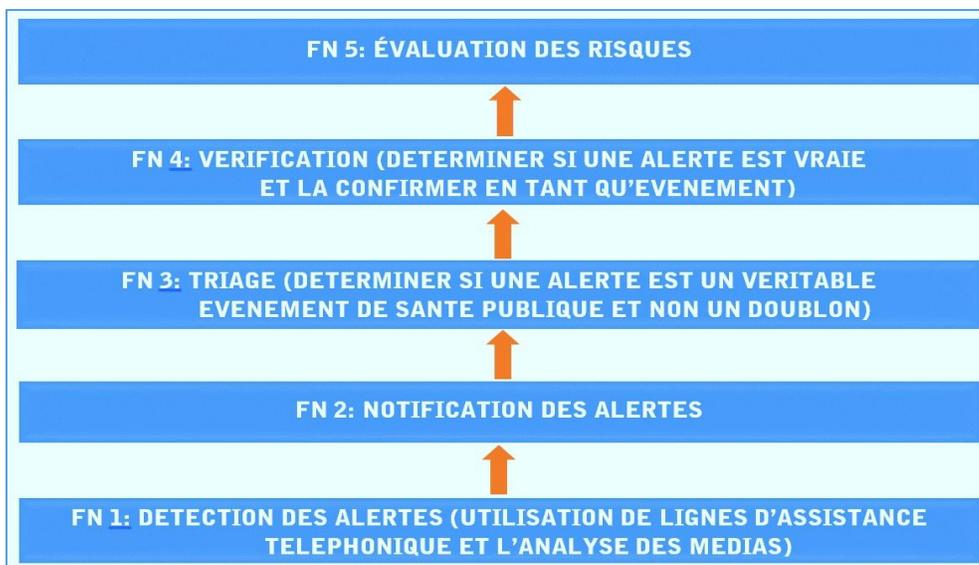 FN 5: ÉVALUATION DES RISQUES
FN 4: VERIFICATION (DETERMINER SI UNE ALERTE EST VRAIE
ET LA CONFIRMER EN TANT QU’EVENEMENT)
FN 3: TRIAGE (DETERMINER SI UNE ALERTE EST UN VERITABLE
EVENEMENT DE SANTE PUBLIQUE ET NON UN DOUBLON)
FN 2: NOTIFICATION DES ALERTES
FN 1: DETECTION DES ALERTES (UTILISATION DE LIGNES D’ASSISTANCE
TELEPHONIQUE ET L’ANALYSE DES MEDIAS)